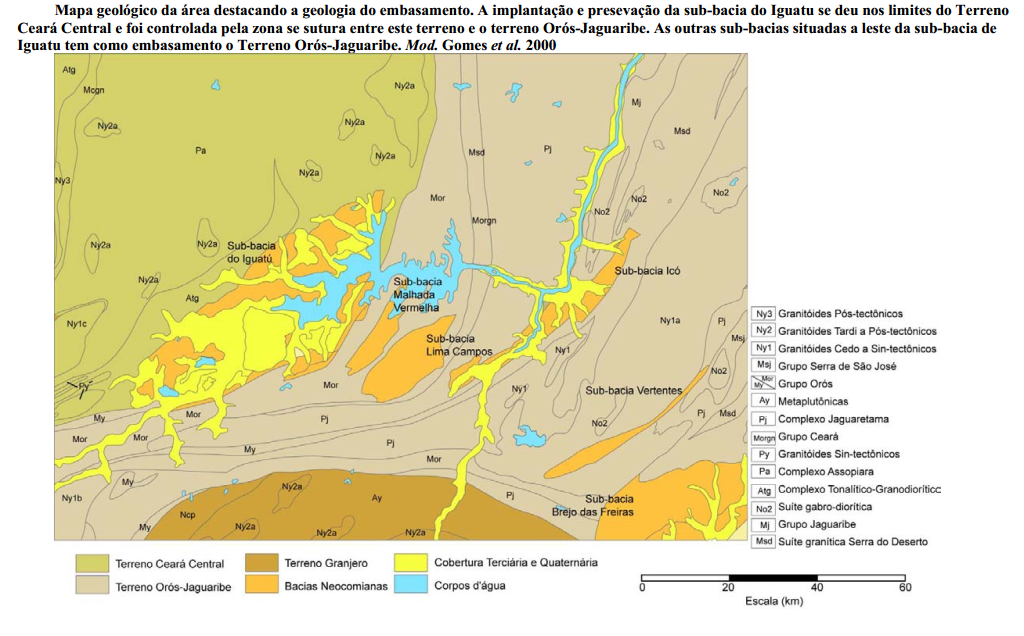 Mapa geológico da área destacando a geologia do embasamento. A implantação e presevação da sub-bacia do Iguatu se deu nos limites do Terreno
Ceará Central e foi controlada pela zona se sutura entre este terreno e o terreno Orós-Jaguaribe. As outras sub-bacias situadas a leste da sub-bacia de
Iguatu tem como embasamento o Terreno Orós-Jaguaribe. Mod. Gomes et al. 2000
Atg
Mcgn
Ny2a
Ny2a
Ny2a
Pa
Ny2a
Ny2a
Ny3
Mj
Msd
Msd
Pj
Mor
Morgn
No2
No2
No2
Ny2a
Ny2a
Sub-bacia
do Iguatú
Ny2a
Atg
Sub-bacia
Malhada
Vermelha
Sub-bacia Icó
Ny1c
Sub-bacia
Lima Campos
Ny1
Ny1a
Pj
Msj
No2
Py
Mor
Ny1
Sub-bacia Vertentes
My
Mor
Pj
No2
Pj
Msd
Mor
Mor
My
Pj
Mor
Ny1b
My
Ncp
My
Ny2a
Ny2a
Ay
Ny2a
Ny2a
Pj
Sub-bacia
Brejo das Freiras
Ny3 Granitóides Pós-tectônicos
Ny2 Granitóides Tardi a Pós-tectônicos
Ny1 Granitóides Cedo a Sin-tectônicos
Msj Grupo Serra de São José
My Mor Grupo Orós
Ay Metaplutônicas
Pj Complexo Jaguaretama
Morgn Grupo Ceará
Py Granitóides Sin-tectônicos
Pa Complexo Assopiara
Atg Complexo Tonalítico-Granodiorític
No2 Suíte gabro-diorítica
Mj Grupo Jaguaribe
Msd Suíte granítica Serra do Deserto
Terreno Ceará Central
Terreno Granjero
Cobertura Terciária e Quaternária
Terreno Orós-Jaguaribe
Bacias Neocomianas
Corpos d'água
0 20 40 60
Escala (km)